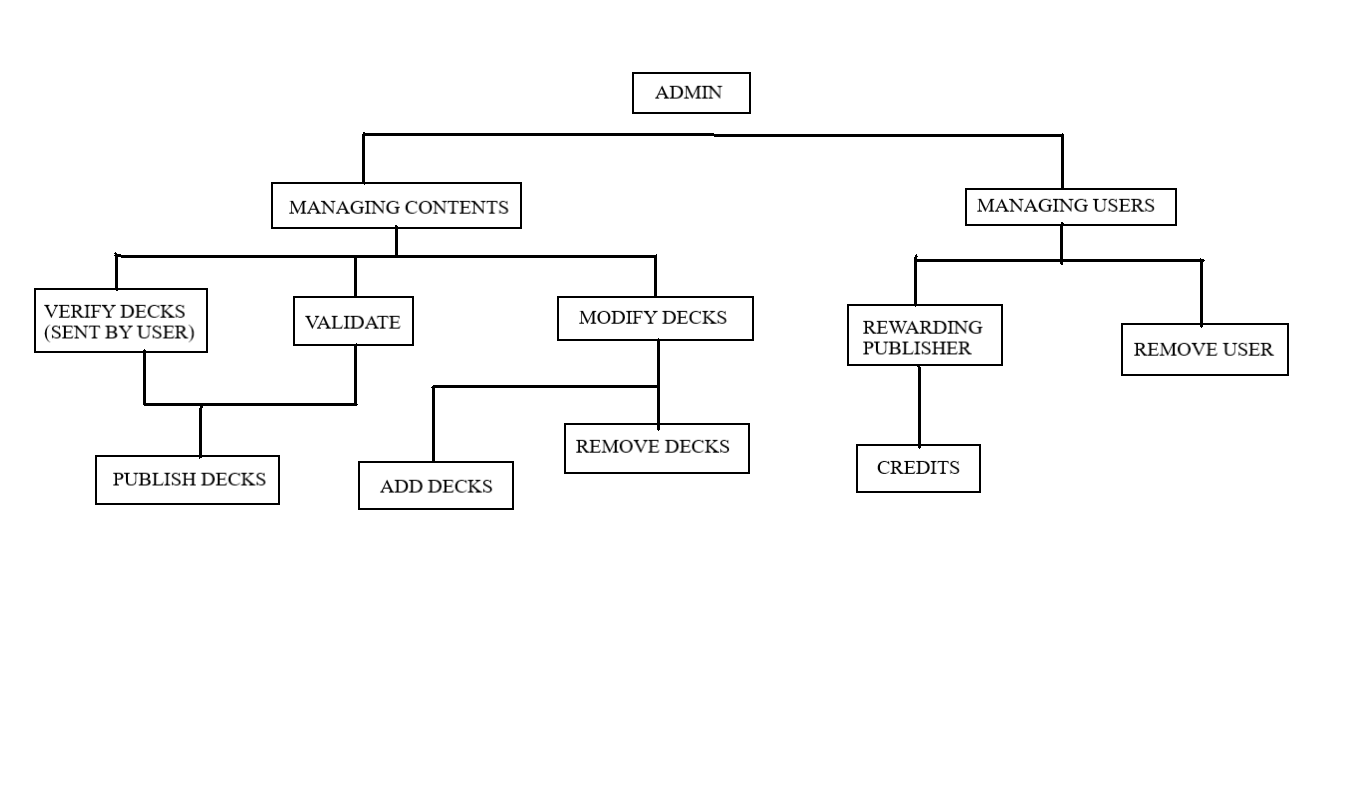 ADMIN
MANAGING CONTENTS
MANAGING USERS
VERIFY DECKS
(SENT BY USER)
VALIDATE
MODIFY DECKS
REWARDING
PUBLISHER
REMOVE USER
PUBLISH DECKS
ADD DECKS
REMOVE DECKS
CREDITS